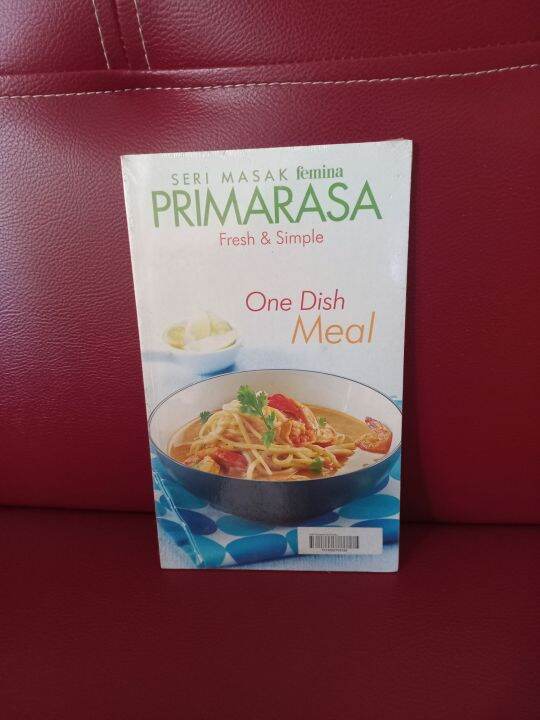 SERI MASAK femina
PRIMARASA
Fresh & Simple
One Dish
Meal